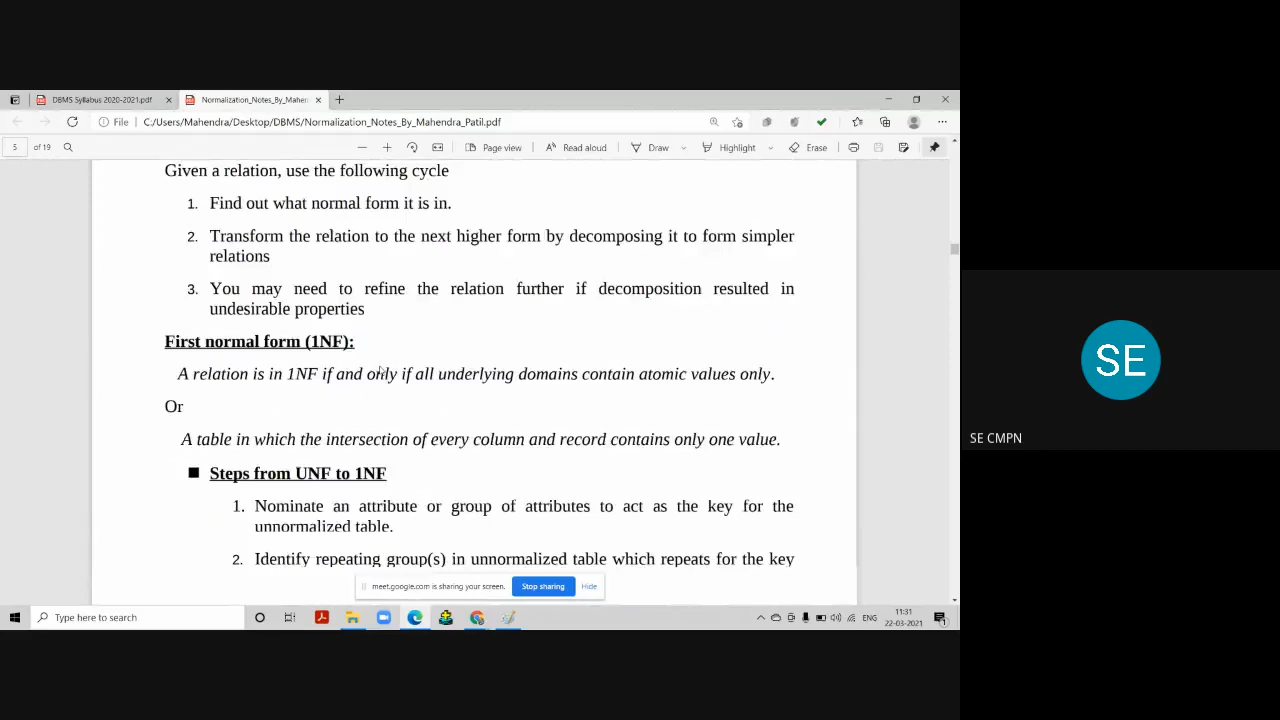 DBMS Syllabus 2020-2021.pdf
Normalization_Notes_By_Mahen
File
C:/Users/Mahendra/Desktop/DBMS/Normalization_Notes_By_Mahendra_Patil.pdf
5 of 19
Page view
Read aloud
Draw
Highlight
Erase
Given a relation, use the following cycle
1. Find out what normal form it is in.
2. Transform the relation to the next higher form by decomposing it to form simpler
relations
3. You may need to refine the relation further if decomposition resulted in
undesirable properties
First normal form (1NF):
A relation is in 1NF if and only if all underlying domains contain atomic values only.
Or
A table in which the intersection of every column and record contains only one value.
Steps from UNF to 1NF
1. Nominate an attribute or group of attributes to act as the key for the
unnormalized table.
2. Identify repeating group(s) in unnormalized table which repeats for the key
meet.google.com is sharing your screen.
Stop sharing
Hide
Type here to search
ENG
11:31
22-03-2021
SE
SE CMPN